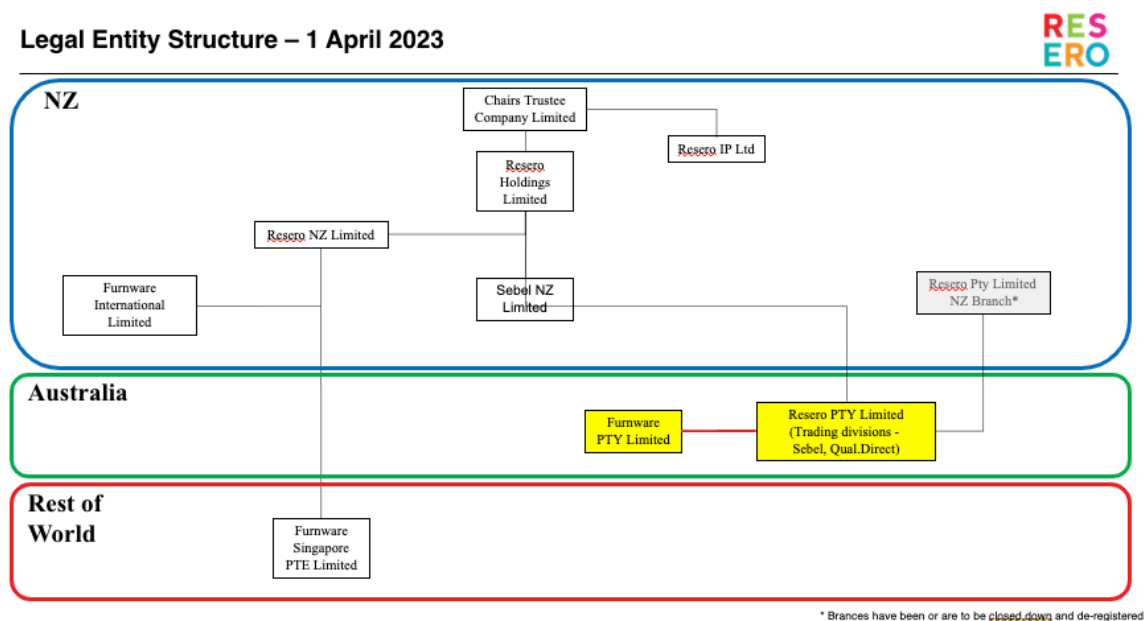 Legal Entity Structure – 1 April 2023
RES
ERO
NZ
Chairs Trustee
Company Limited
Resero IP Ltd
Resero
Holdings
Limited
Resero NZ Limited
Furnware
International
Limited
Sebel NZ
Limited
Resero Pty Limited
NZ Branch*
Australia
Furnware
PTY Limited
Resero PTY Limited
(Trading divisions -
Sebel, Qual.Direct)
Rest of
World
Furnware
Singapore
PTE Limited
* Brances have been or are to be closed down and de-registered